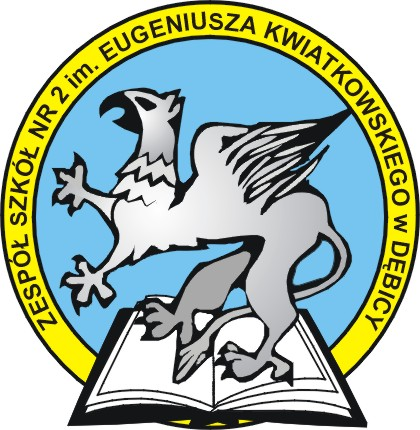 ZESPÓŁ SZKÓŁ NR 2 im. EUGENIUSZA KWIATKOWSKIEGO w DĘBICY